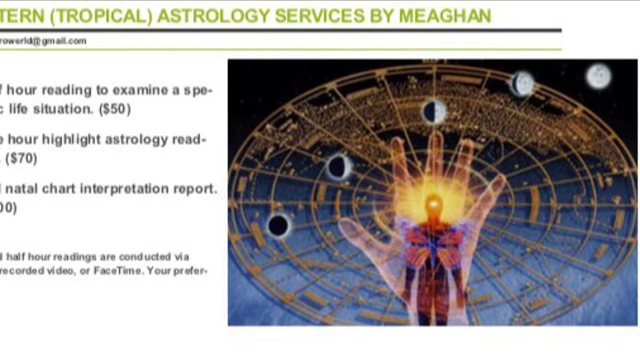 TERN (TROPICAL) ASTROLOGY SERVICES BY MEAGHAN
rowerld@gmail.com
f hour reading to examine a spe-
c life situation. ($50)
e hour highlight astrology read-
. ($70)
l natal chart interpretation report.
00)
l half hour readings are conducted via
recorded video, or FaceTime. Your prefer-